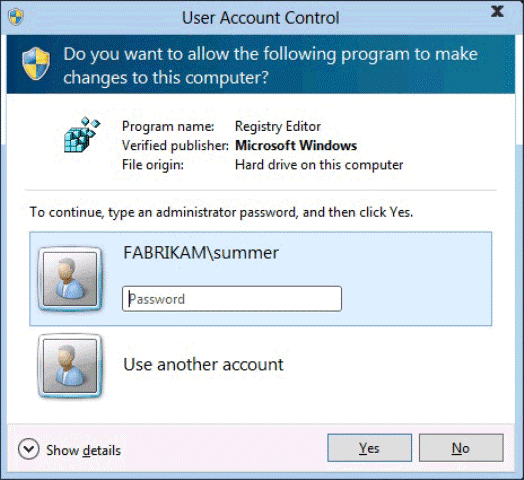 User Account Control
Do you want to allow the following program to make
changes to this computer?
Program name: Registry Editor
Verified publisher: Microsoft Windows
File origin: Hard drive on this computer
To continue, type an administrator password, and then click Yes.
FABRIKAM\summer
Password
Use another account
Show details
Yes
No